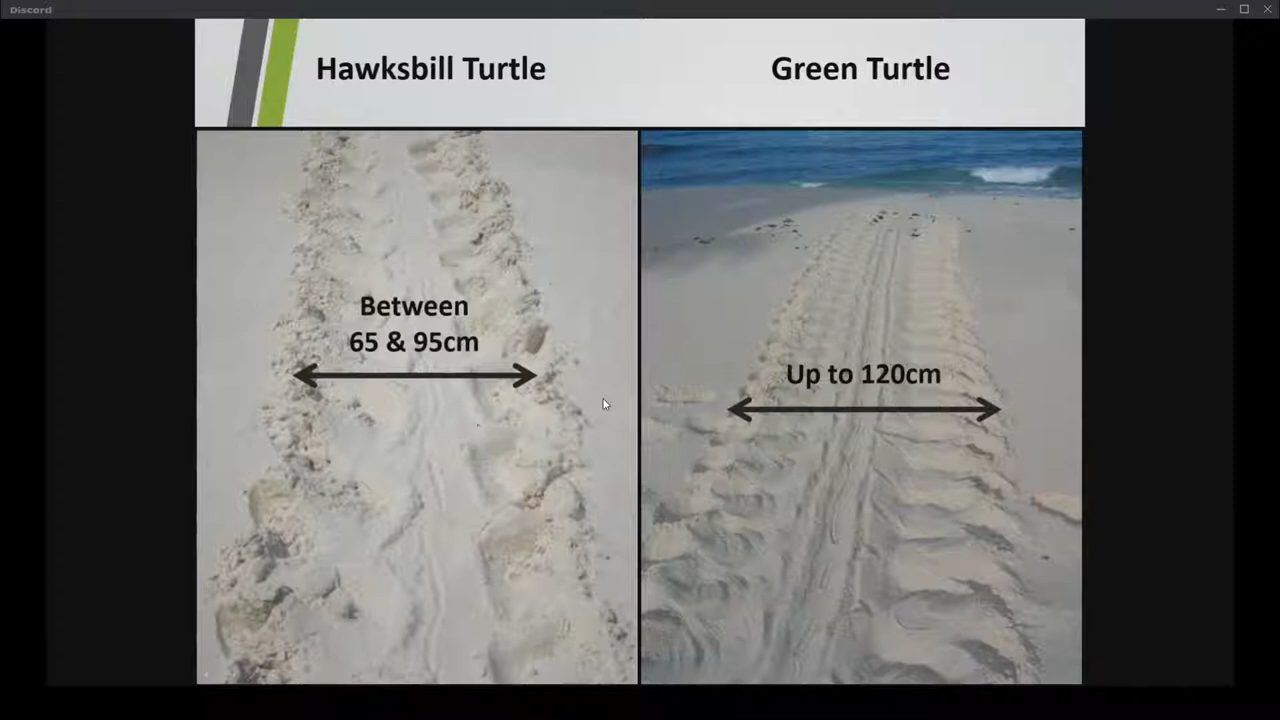 Discord
Hawksbill Turtle
Green Turtle
Between
65 & 95cm
Up to 120cm